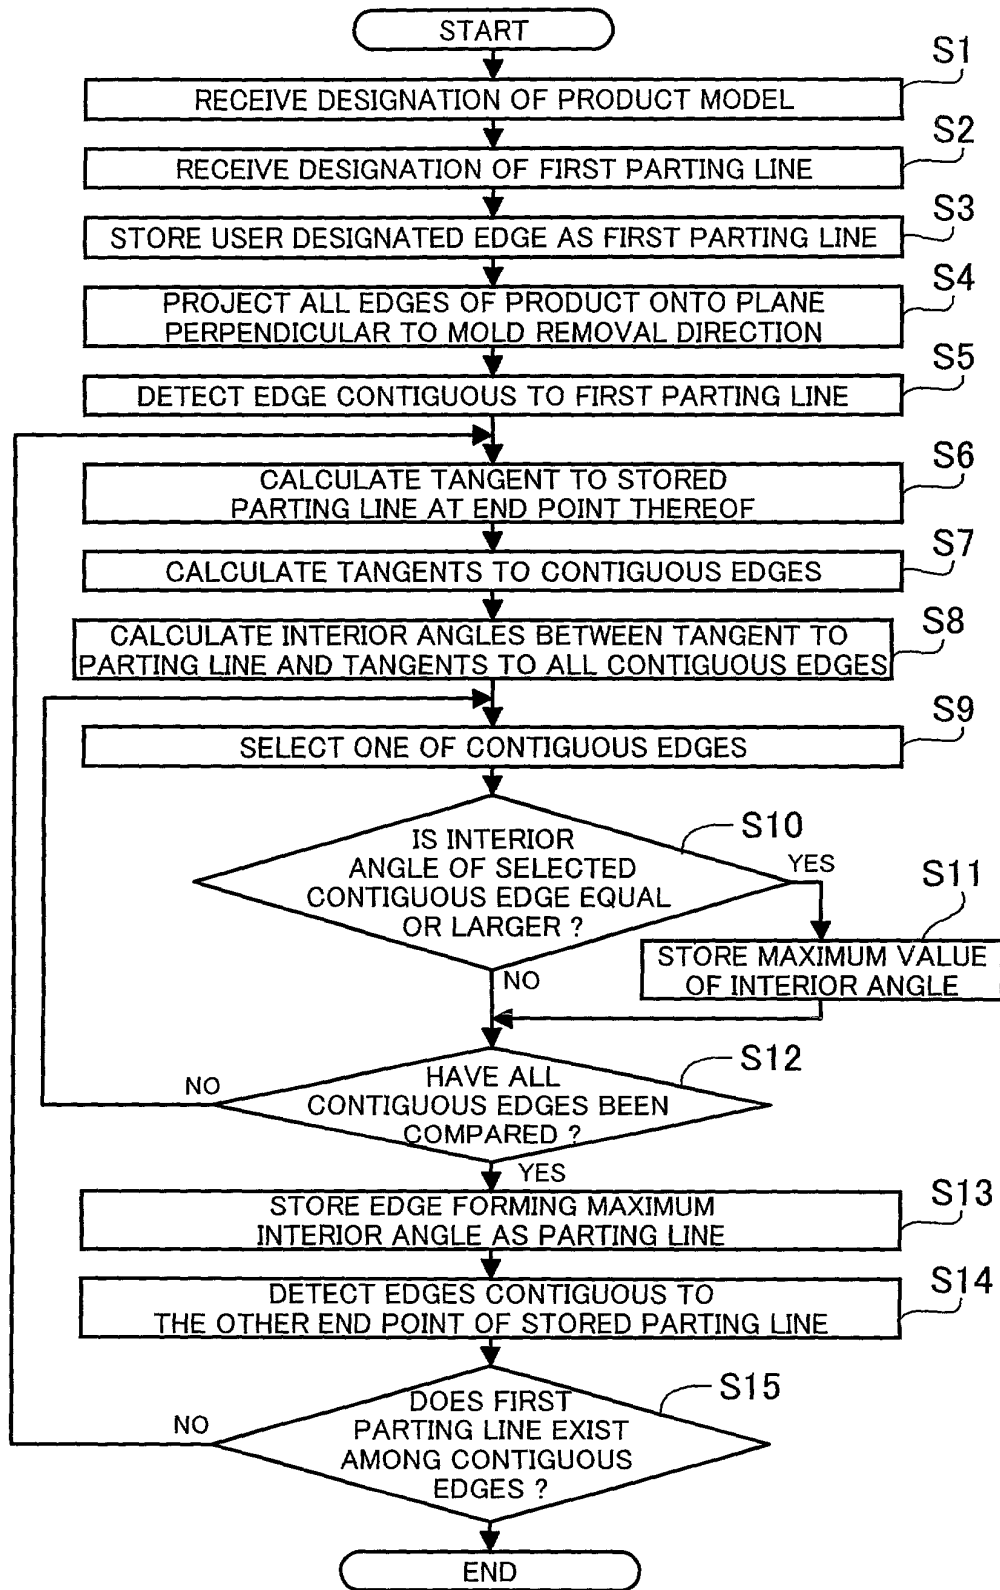 START
S1
RECEIVE DESIGNATION OF PRODUCT MODEL
S2
RECEIVE DESIGNATION OF FIRST PARTING LINE
S3
STORE USER DESIGNATED EDGE AS FIRST PARTING LINE
S4
PROJECT ALL EDGES OF PRODUCT ONTO PLANE
PERPENDICULAR TO MOLD REMOVAL DIRECTION
S5
DETECT EDGE CONTIGUOUS TO FIRST PARTING LINE
S6
CALCULATE TANGENT TO STORED
PARTING LINE AT END POINT THEREOF
S7
CALCULATE TANGENTS TO CONTIGUOUS EDGES
S8
CALCULATE INTERIOR ANGLES BETWEEN TANGENT TO
PARTING LINE AND TANGENTS TO ALL CONTIGUOUS EDGES
S9
SELECT ONE OF CONTIGUOUS EDGES
S10
IS INTERIOR
ANGLE OF SELECTED
CONTIGUOUS EDGE EQUAL
OR LARGER ?
YES
S11
STORE MAXIMUM VALUE
OF INTERIOR ANGLE
NO
S12
HAVE ALL
CONTIGUOUS EDGES BEEN
COMPARED ?
NO
YES
S13
STORE EDGE FORMING MAXIMUM
INTERIOR ANGLE AS PARTING LINE
S14
DETECT EDGES CONTIGUOUS TO
THE OTHER END POINT OF STORED PARTING LINE
S15
DOES FIRST
PARTING LINE EXIST
AMONG CONTIGUOUS
EDGES ?
NO
END